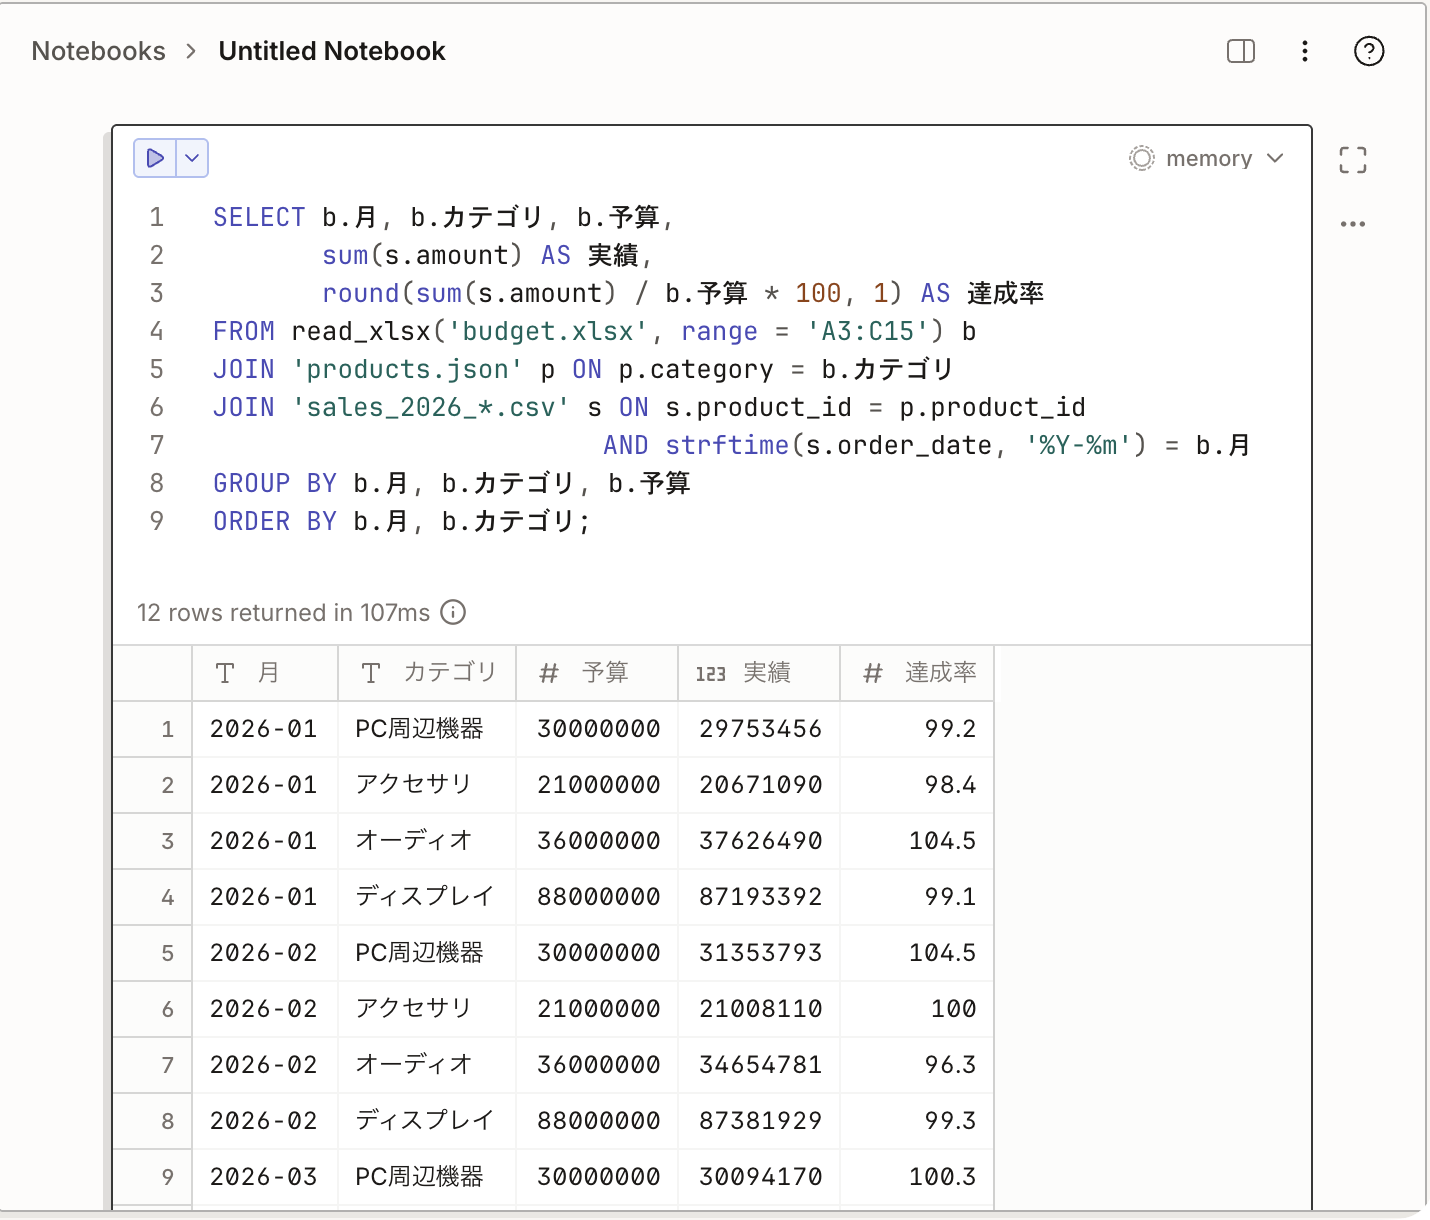 Notebooks > Untitled Notebook
memory
1 SELECT b.月, b.カテゴリ, b.予算,
2 sum(s.amount) AS 実績,
3 round(sum(s.amount) / b.予算 * 100, 1) AS 達成率
4 FROM read_xlsx('budget.xlsx', range = 'A3:C15') b
5 JOIN 'products.json' p ON p.category = b.カテゴリ
6 JOIN 'sales_2026_*.csv' s ON s.product_id = p.product_id
7 AND strftime(s.order_date, '%Y-%m') = b.月
8 GROUP BY b.月, b.カテゴリ, b.予算
9 ORDER BY b.月, b.カテゴリ;
12 rows returned in 107ms
T 月 T カテゴリ # 予算 123 実績 # 達成率
1 2026-01 PC周辺機器 30000000 29753456 99.2
2 2026-01 アクセサリ 21000000 20671090 98.4
3 2026-01 オーディオ 36000000 37626490 104.5
4 2026-01 ディスプレイ 88000000 87193392 99.1
5 2026-02 PC周辺機器 30000000 31353793 104.5
6 2026-02 アクセサリ 21000000 21008110 100
7 2026-02 オーディオ 36000000 34654781 96.3
8 2026-02 ディスプレイ 88000000 87381929 99.3
9 2026-03 PC周辺機器 30000000 30094170 100.3